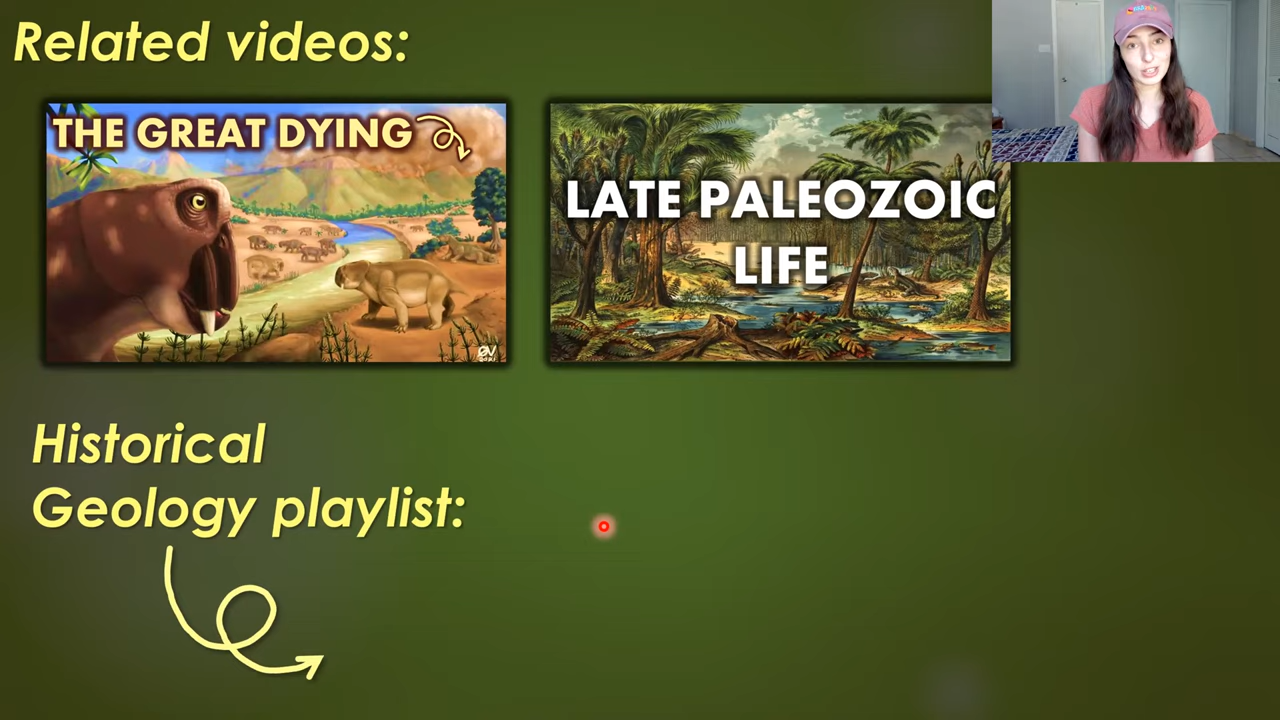 Related videos:
THE GREAT DYING
LATE PALEOZOIC
LIFE
Historical
Geology playlist: